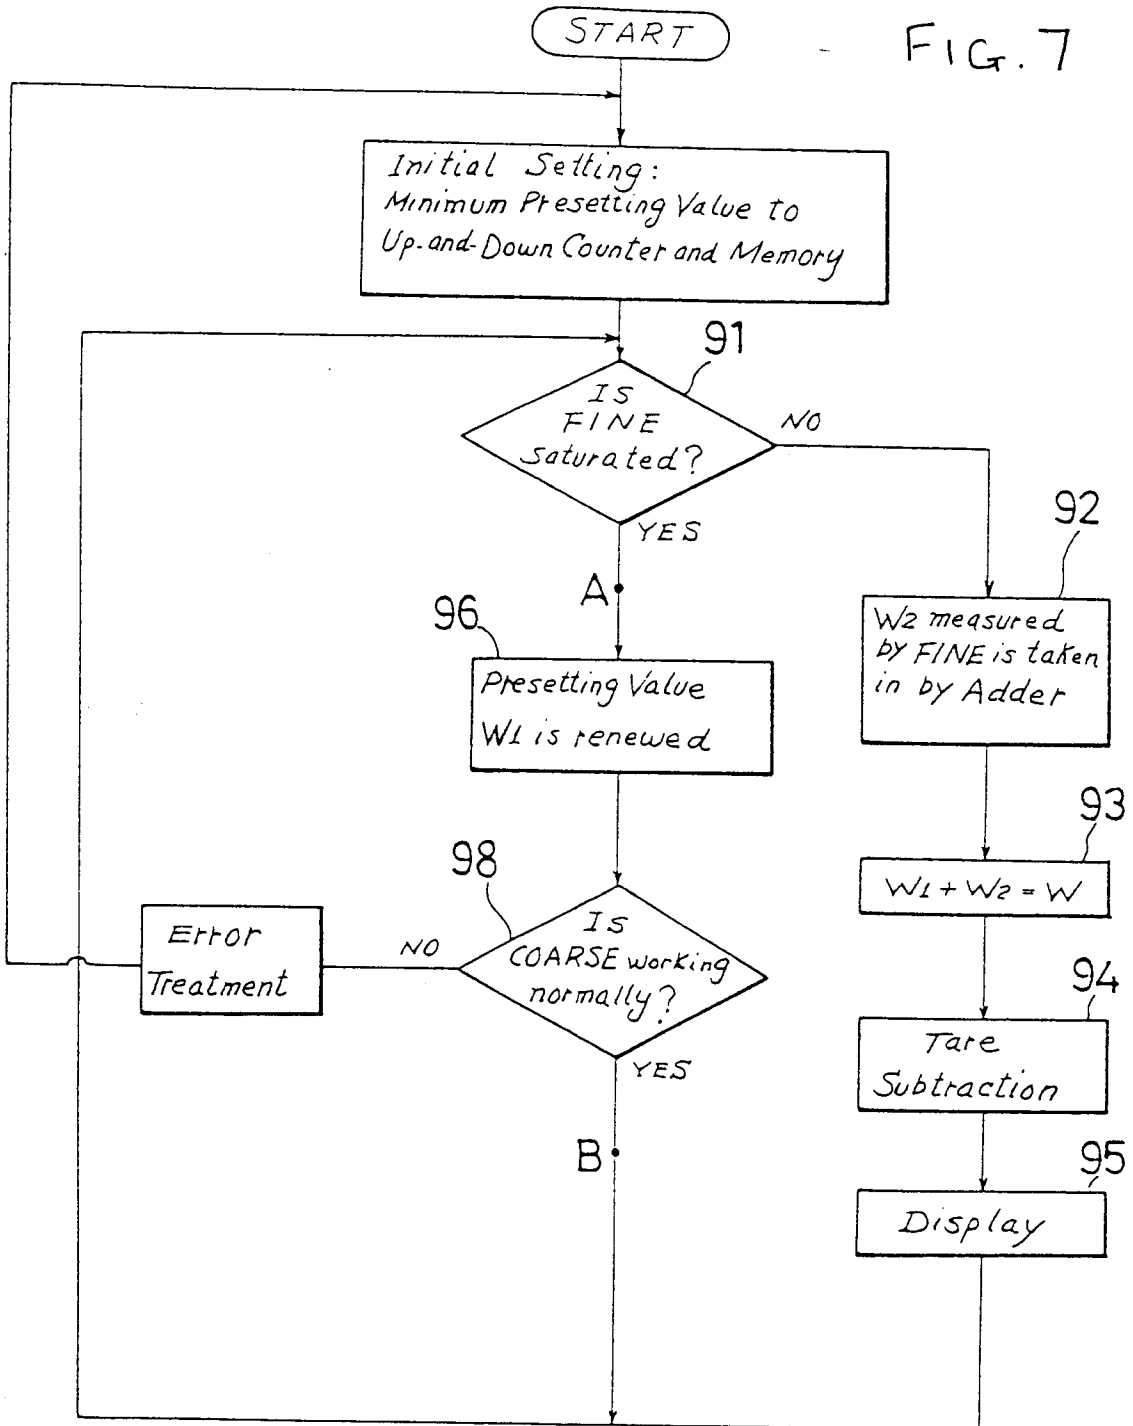 START
FIG. 7
Initial Setting:
Minimum Presetting Value to
Up-and-Down Counter and Memory
91
IS
FINE
saturated?
NO
YES
92
A
96
W2 measured
by FINE is taken
in by Adder
Presetting Value
W1 is renewed
93
98
W1 + W2 = W
IS
COARSE working
normally?
NO
Error
Treatment
94
YES
Tare
Subtraction
B
95
Display